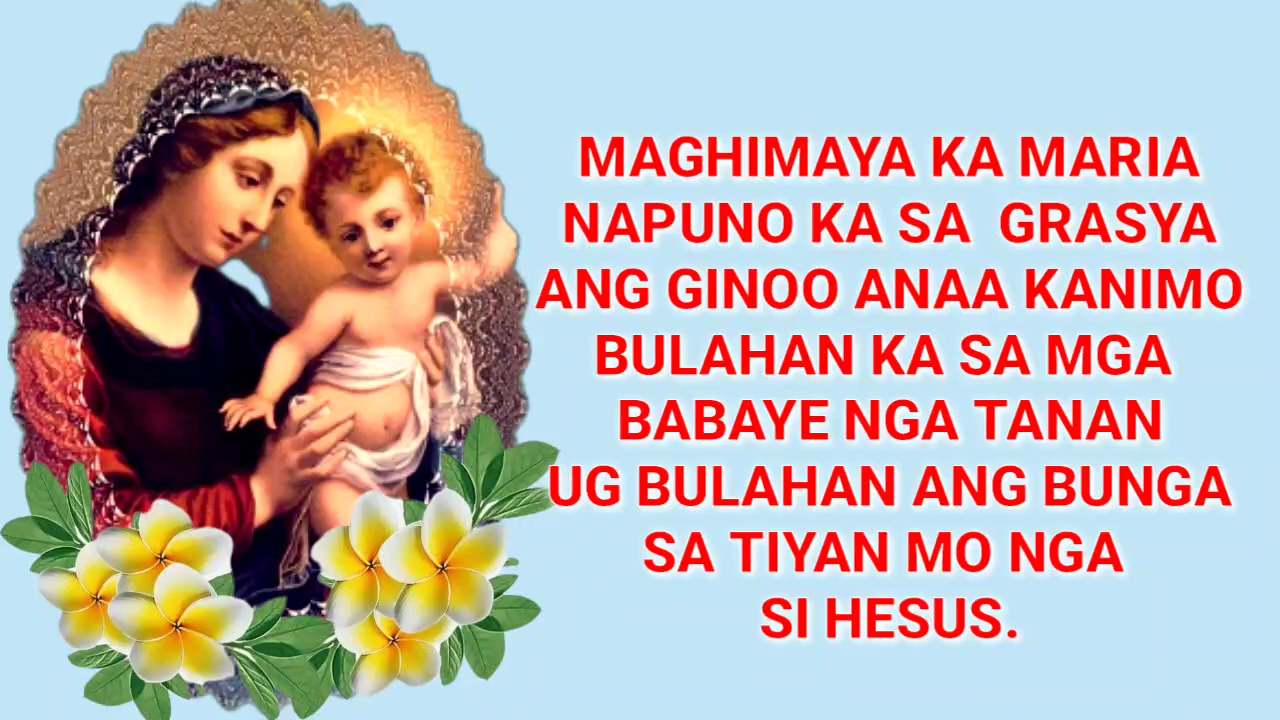 MAGHIMAYA KA MARIA
NAPUNO KA SA GRASYA
ANG GINOO ANAA KANIMO
BULAHAN KA SA MGA
BABAYE NGA TANAN
UG BULAHAN ANG BUNGA
SA TIYAN MO NGA
SI HESUS.